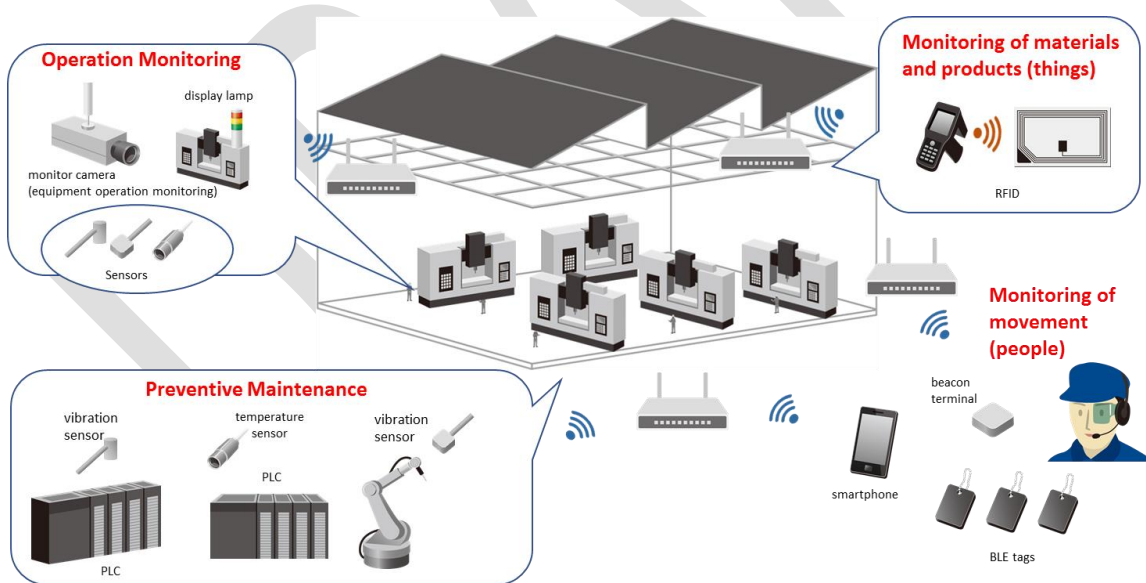 Operation Monitoring
display lamp
monitor camera
(equipment operation monitoring)
Sensors
Monitoring of materials
and products (things)
RFID
Monitoring of
movement
(people)
beacon
terminal
smartphone
BLE tags
Preventive Maintenance
vibration
sensor
temperature
sensor
vibration
sensor
PLC
PLC